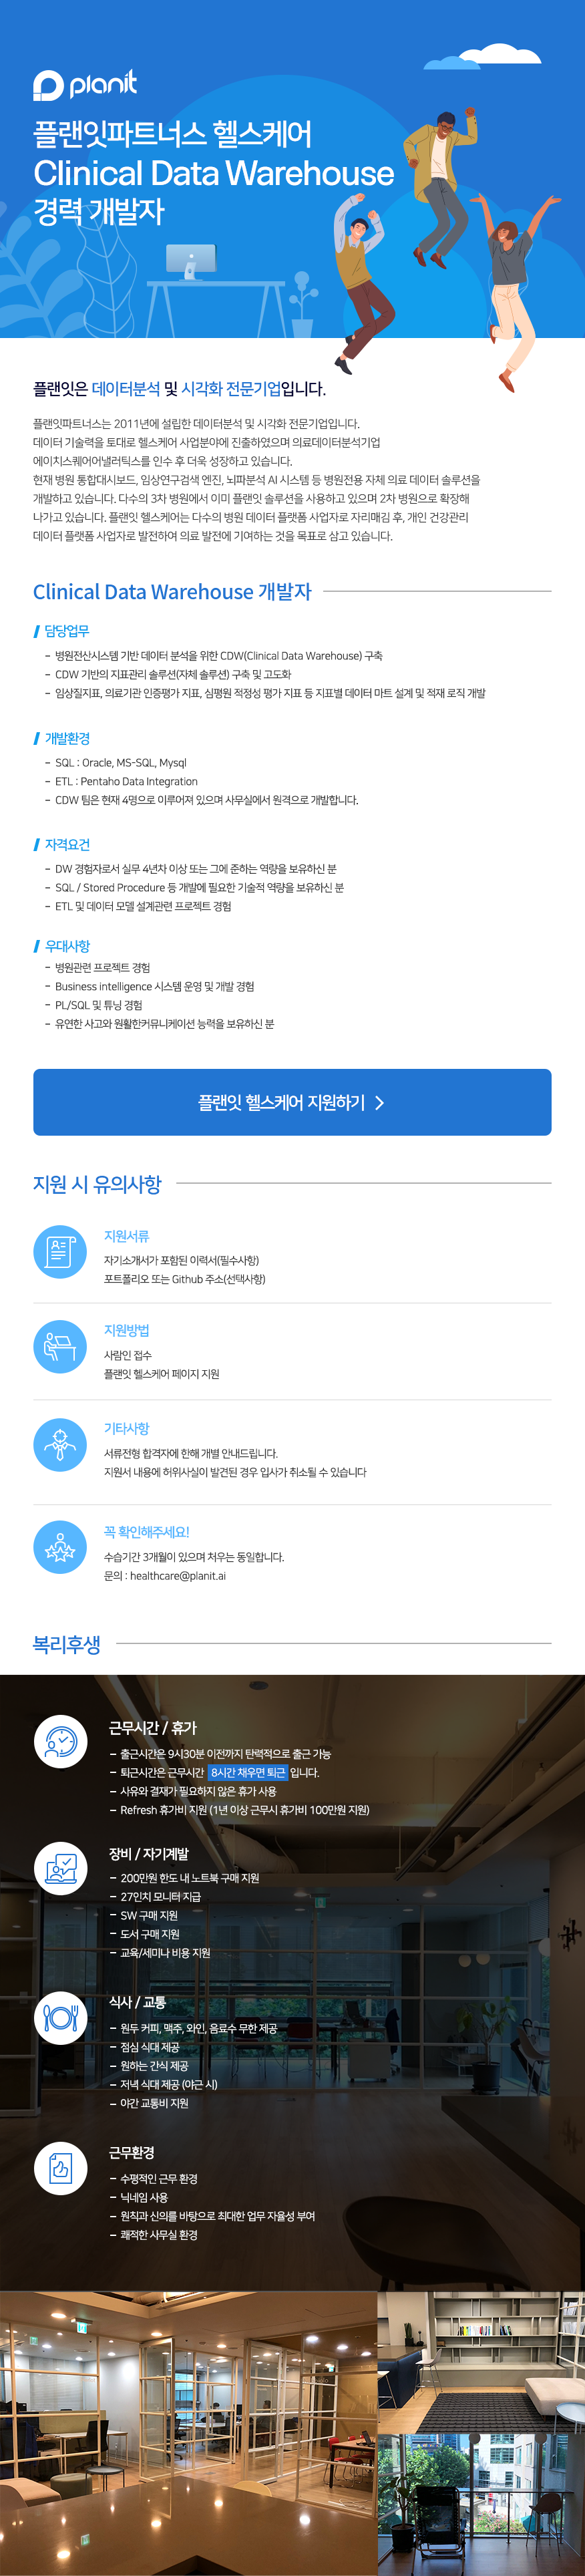 planit
플랜잇파트너스 헬스케어
Clinical Data Warehouse
경력 개발자
플랜잇은 데이터분석 및 시각화 전문기업입니다.
플랜잇파트너스는 2011년에 설립한 데이터분석 및 시각화 전문기업입니다.
데이터 기술력을 토대로 헬스케어 사업분야에 진출하였으며 의료데이터분석기업
에이치스퀘어어낼러틱스를 인수 후 더욱 성장하고 있습니다.
현재 병원 통합대시보드, 임상연구검색 엔진, 뇌파분석 AI 시스템 등 병원전용 자체 의료 데이터 솔루션을
개발하고 있습니다. 다수의 3차 병원에서 이미 플랜잇 솔루션을 사용하고 있으며 2차 병원으로 확장해
나가고 있습니다. 플랜잇 헬스케어는 다수의 병원 데이터 플랫폼 사업자로 자리매김 후, 개인 건강관리
데이터 플랫폼 사업자로 발전하여 의료 발전에 기여하는 것을 목표로 삼고 있습니다.
Clinical Data Warehouse 개발자
담당업무
- 병원전산시스템 기반 데이터 분석을 위한 CDW(Clinical Data Warehouse) 구축
- CDW 기반의 지표관리 솔루션(자체 솔루션) 구축 및 고도화
- 임상질지표, 의료기관 인증평가 지표, 심평원 적정성 평가 지표 등 지표별 데이터 마트 설계 및 적재 로직 개발
개발환경
- SQL : Oracle, MS-SQL, Mysql
- ETL : Pentaho Data Integration
- CDW 팀은 현재 4명으로 이루어져 있으며 사무실에서 원격으로 개발합니다.
자격요건
- DW 경험자로서 실무 4년차 이상 또는 그에 준하는 역량을 보유하신 분
- SQL / Stored Procedure 등 개발에 필요한 기술적 역량을 보유하신 분
- ETL 및 데이터 모델 설계관련 프로젝트 경험
우대사항
- 병원관련 프로젝트 경험
- Business intelligence 시스템 운영 및 개발 경험
- PL/SQL 및 튜닝 경험
- 유연한 사고와 원활한커뮤니케이션 능력을 보유하신 분
플랜잇 헬스케어 지원하기 >
지원 시 유의사항
지원서류
자기소개서가 포함된 이력서(필수사항)
포트폴리오 또는 Github 주소(선택사항)
지원방법
사람인 접수
플랜잇 헬스케어 페이지 지원
기타사항
서류전형 합격자에 한해 개별 안내드립니다.
지원서 내용에 허위사실이 발견된 경우 입사가 취소될 수 있습니다
꼭 확인해주세요!
수습기간 3개월이 있으며 처우는 동일합니다.
문의 : healthcare@planit.ai
복리후생
근무시간 / 휴가
- 출근시간은 9시30분 이전까지 탄력적으로 출근 가능
- 퇴근시간은 근무시간 8시간 채우면 퇴근 입니다.
- 사유와 결재가 필요하지 않은 휴가 사용
- Refresh 휴가비 지원 (1년 이상 근무시 휴가비 100만원 지원)
장비 / 자기계발
- 200만원 한도 내 노트북 구매 지원
- 27인치 모니터 지급
- SW 구매 지원
- 도서 구매 지원
- 교육/세미나 비용 지원
식사 / 교통
- 원두 커피, 맥주, 와인, 음료수 무한 제공
- 점심 식대 제공
- 원하는 간식 제공
- 저녁 식대 제공 (야근 시)
- 야간 교통비 지원
근무환경
- 수평적인 근무 환경
- 닉네임 사용
- 원칙과 신의를 바탕으로 최대한 업무 자율성 부여
- 쾌적한 사무실 환경